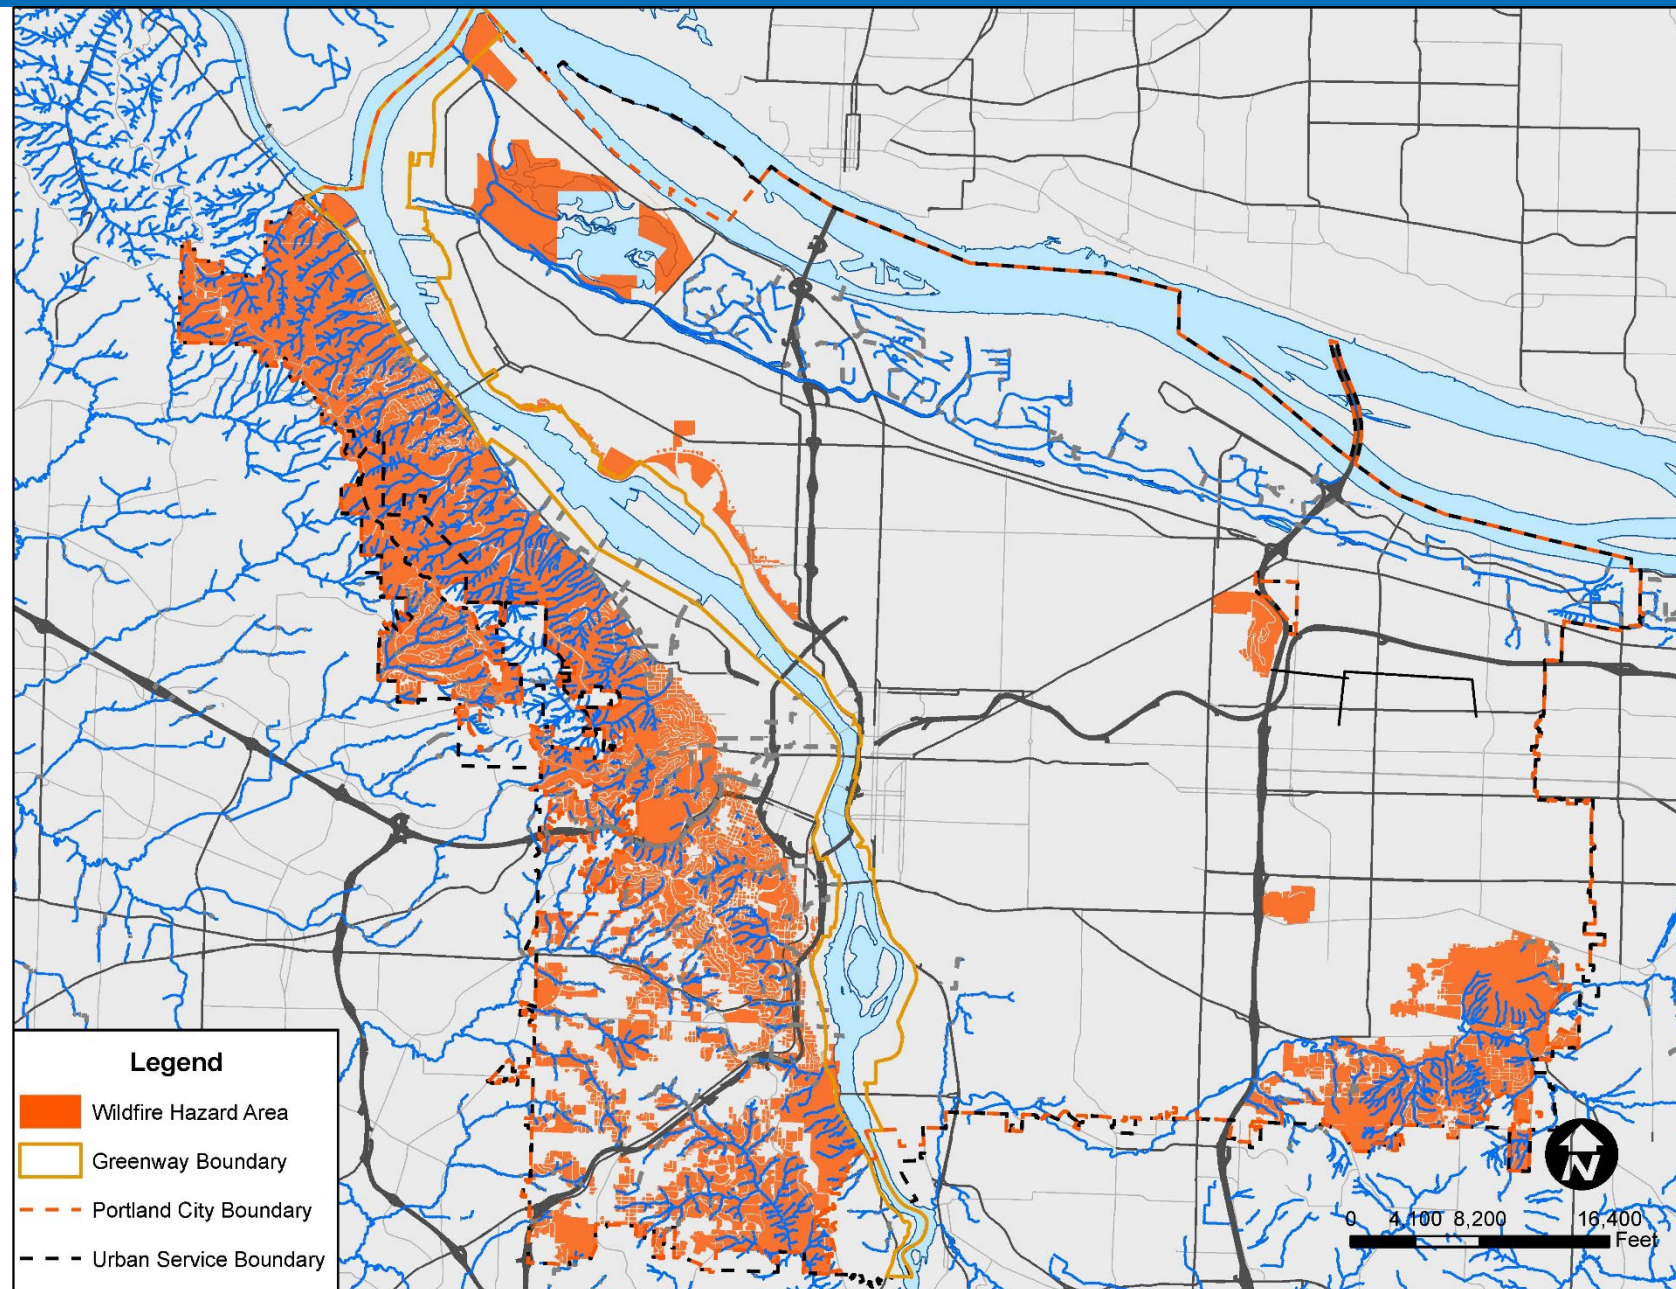 Legend
Wildfire Hazard Area
Greenway Boundary
Portland City Boundary
Urban Service Boundary
N
0 4,100 8,200 16,400
Feet